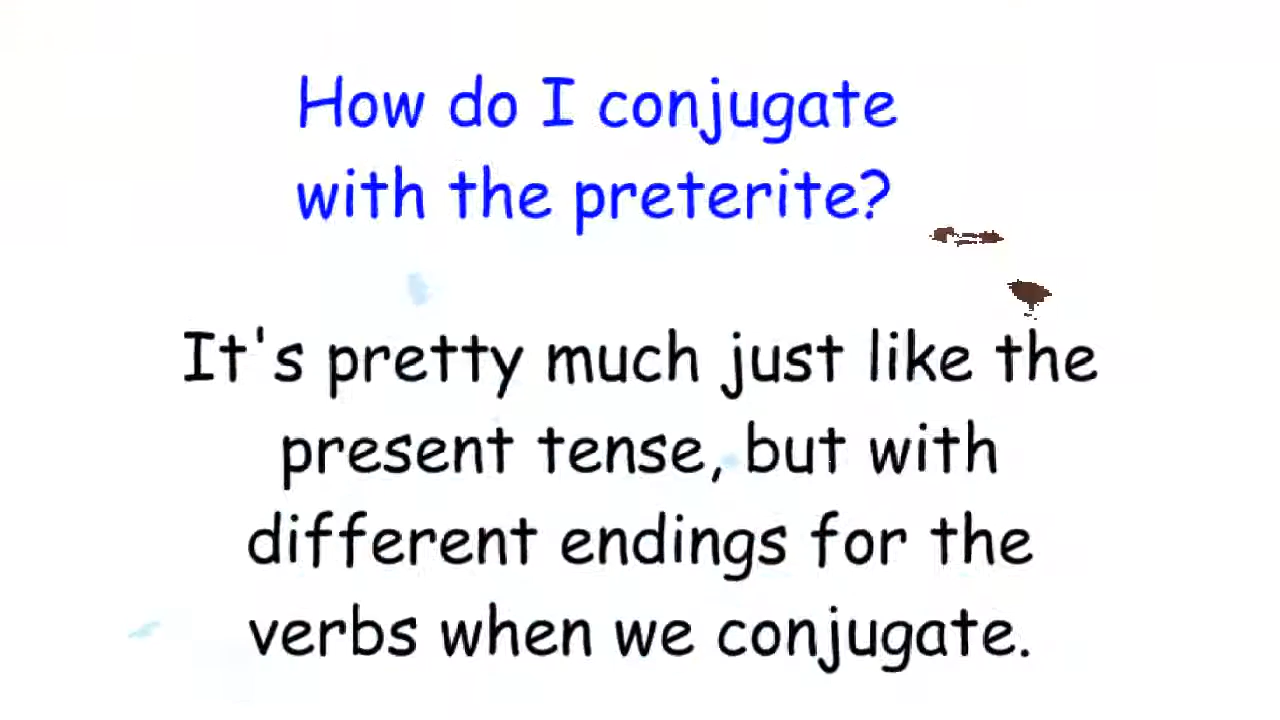 How do I conjugate
with the preterite?
It's pretty much just like the
present tense, but with
different endings for the
verbs when we conjugate.